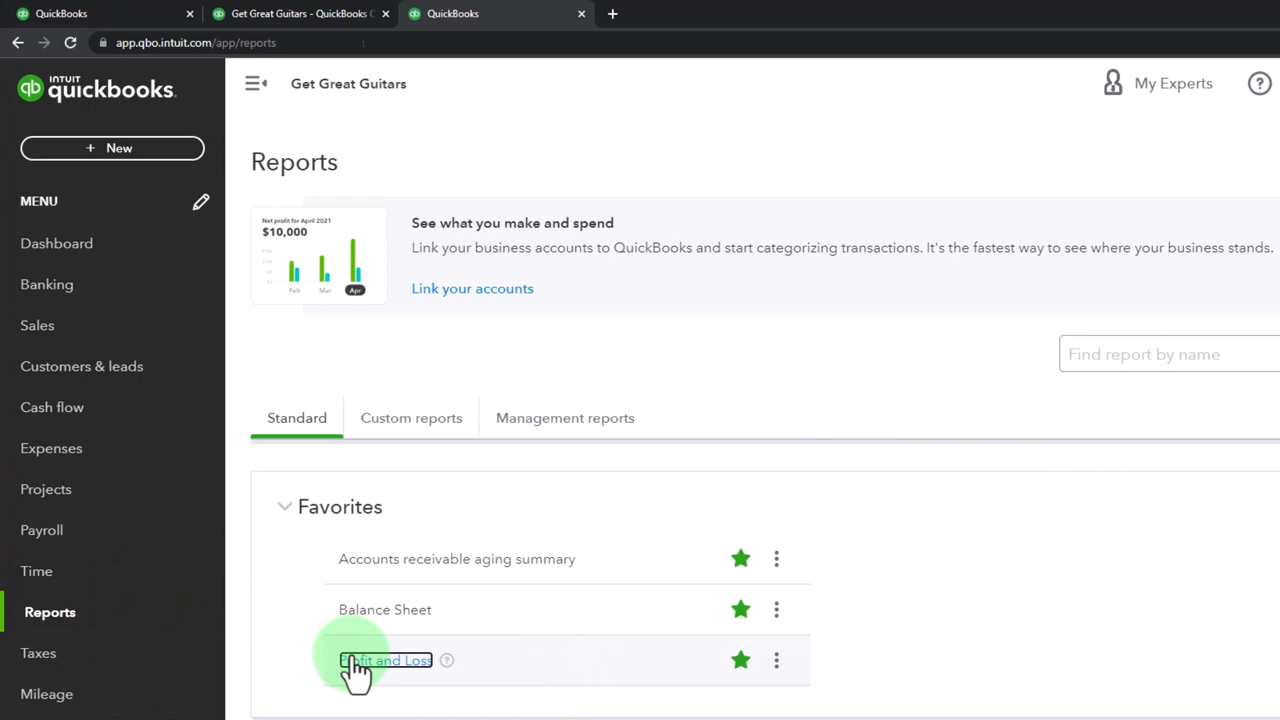 QuickBooks
Get Great Guitars - QuickBooks C
QuickBooks
app.qbo.intuit.com/app/reports
INTUIT
qb quickbooks.
Get Great Guitars
My Experts
+ New
MENU
Dashboard
Banking
Sales
Customers & leads
Cash flow
Expenses
Projects
Payroll
Time
Reports
Taxes
Mileage
Reports
Net profit for April 2021
$10,000
Feb Mar Apr
See what you make and spend
Link your business accounts to QuickBooks and start categorizing transactions. It's the fastest way to see where your business stands.
Link your accounts
Find report by name
Standard
Custom reports
Management reports
Favorites
Accounts receivable aging summary
Balance Sheet
Profit and Loss